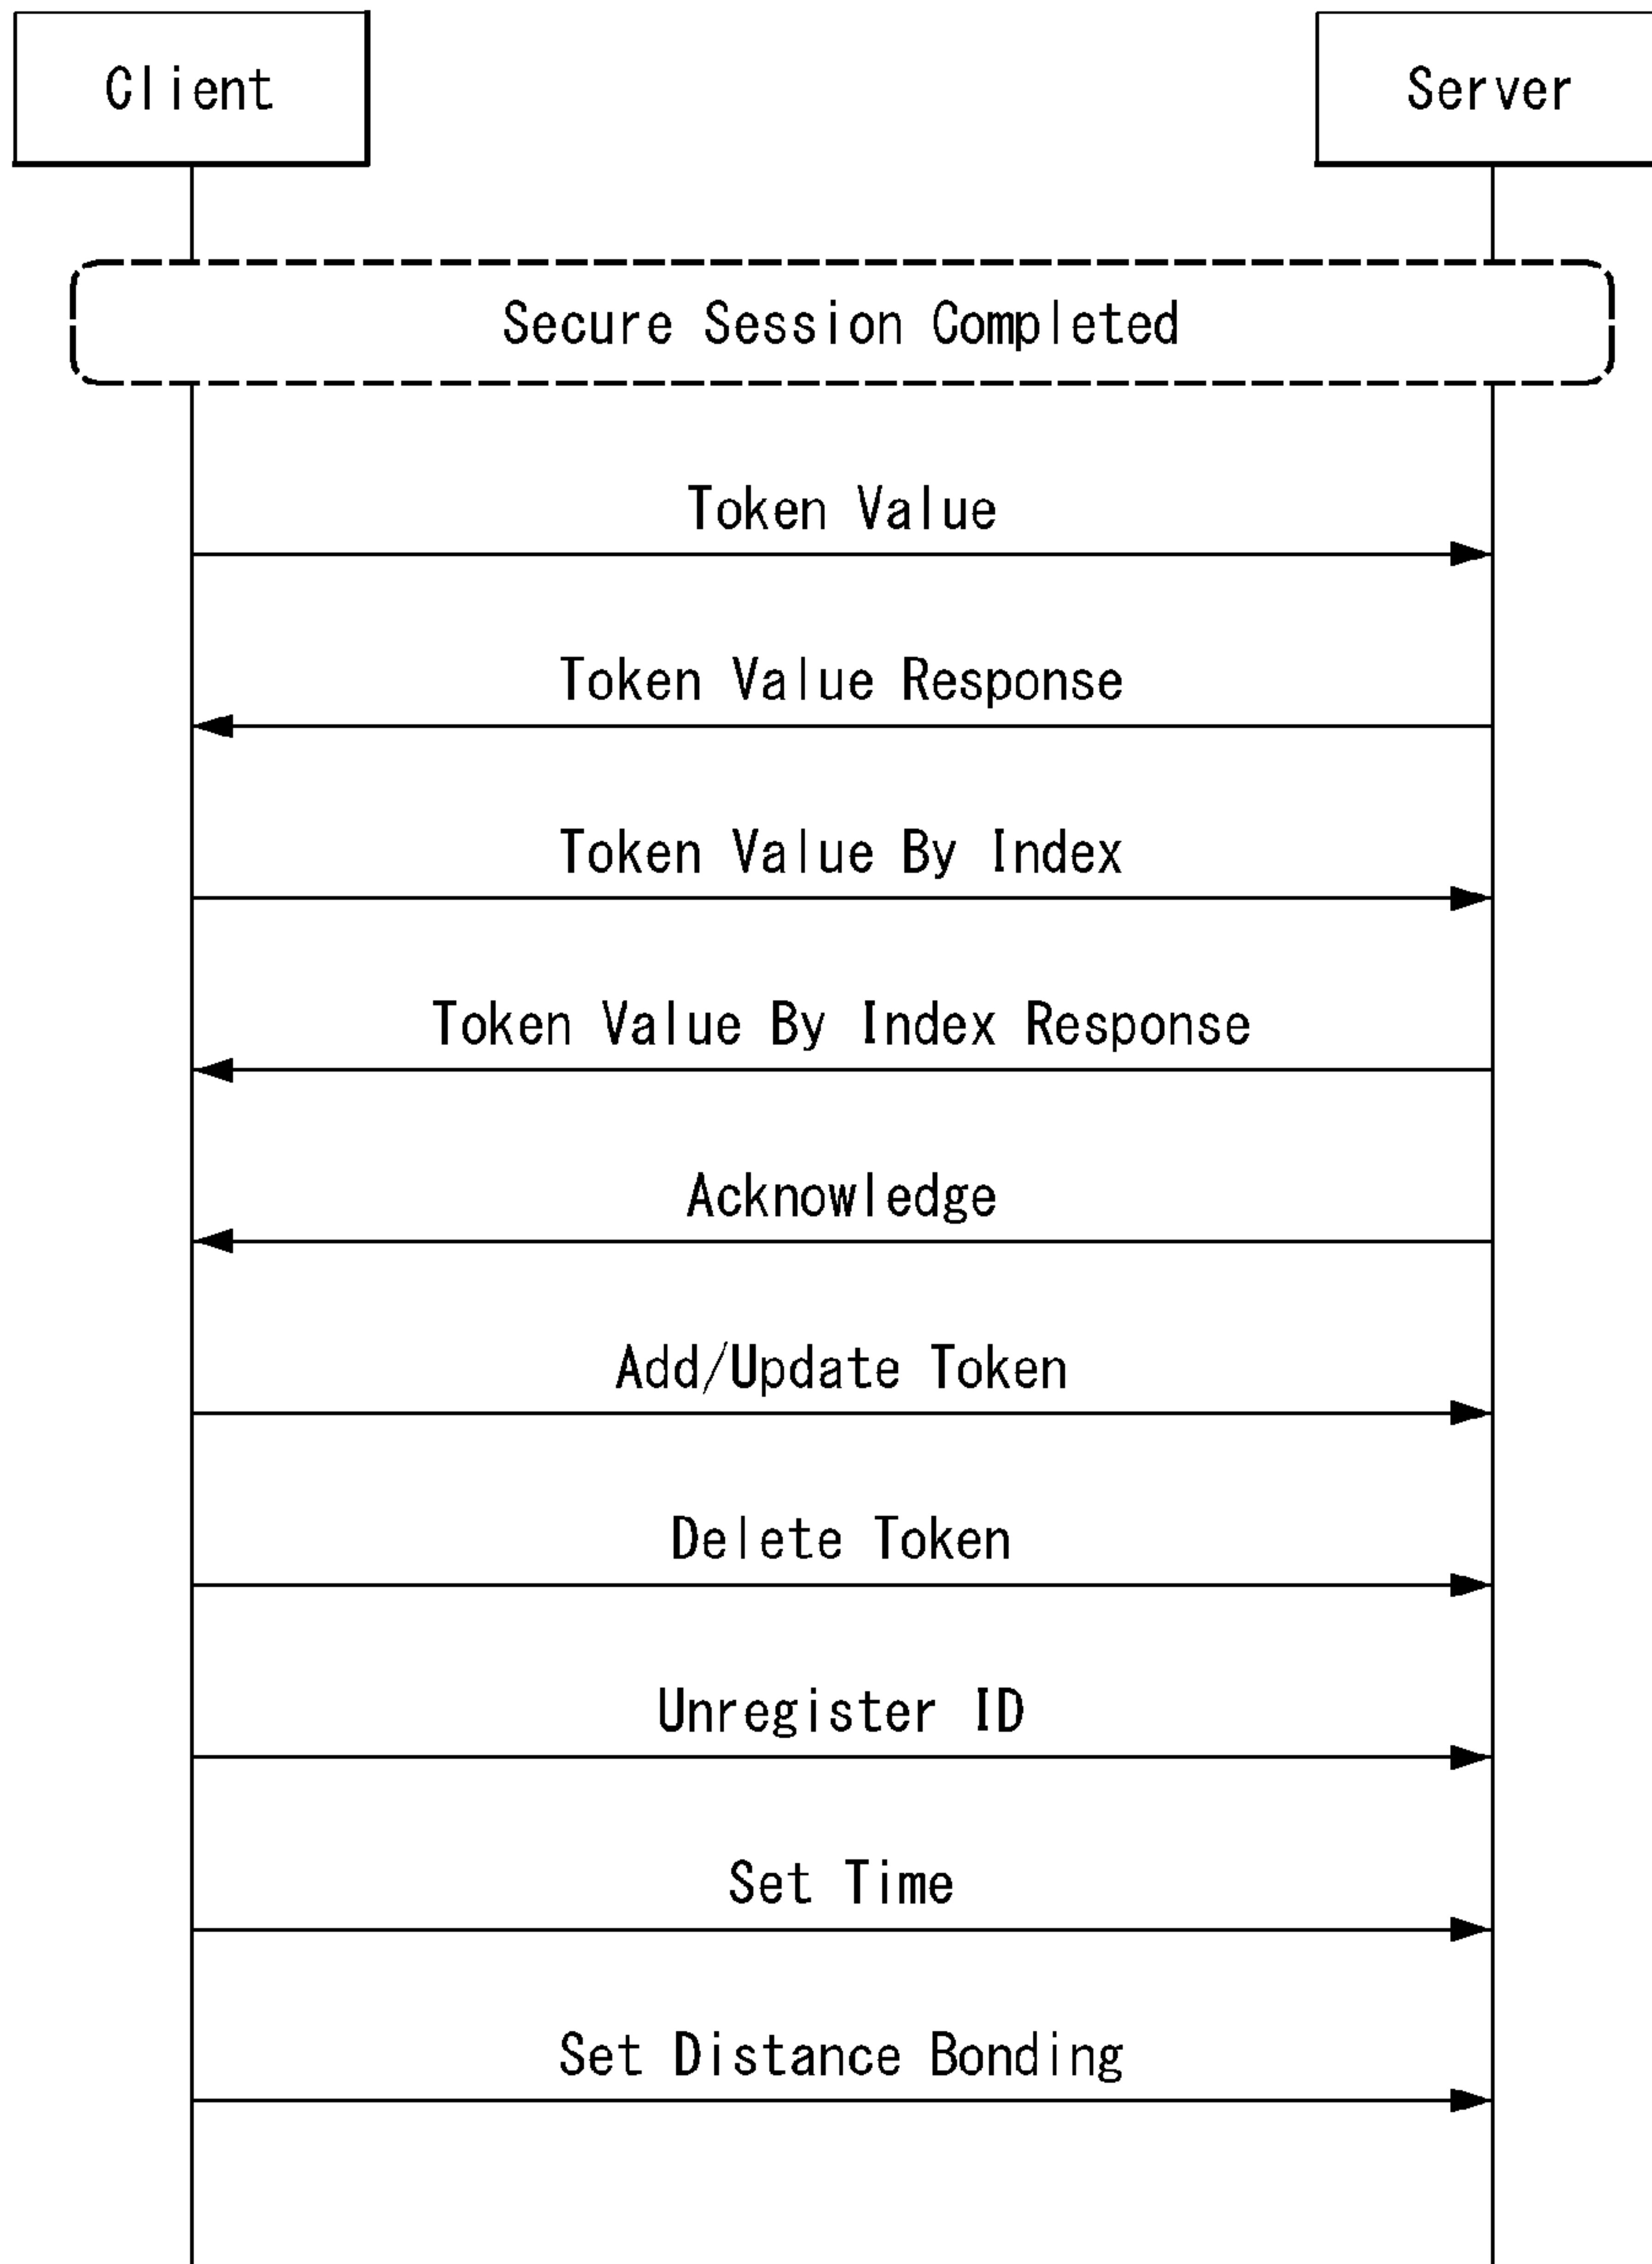 Client
Server
Secure Session Completed
Token Value
Token Value Response
Token Value By Index
Token Value By Index Response
Acknowledge
Add/Update Token
Delete Token
Unregister ID
Set Time
Set Distance Bonding